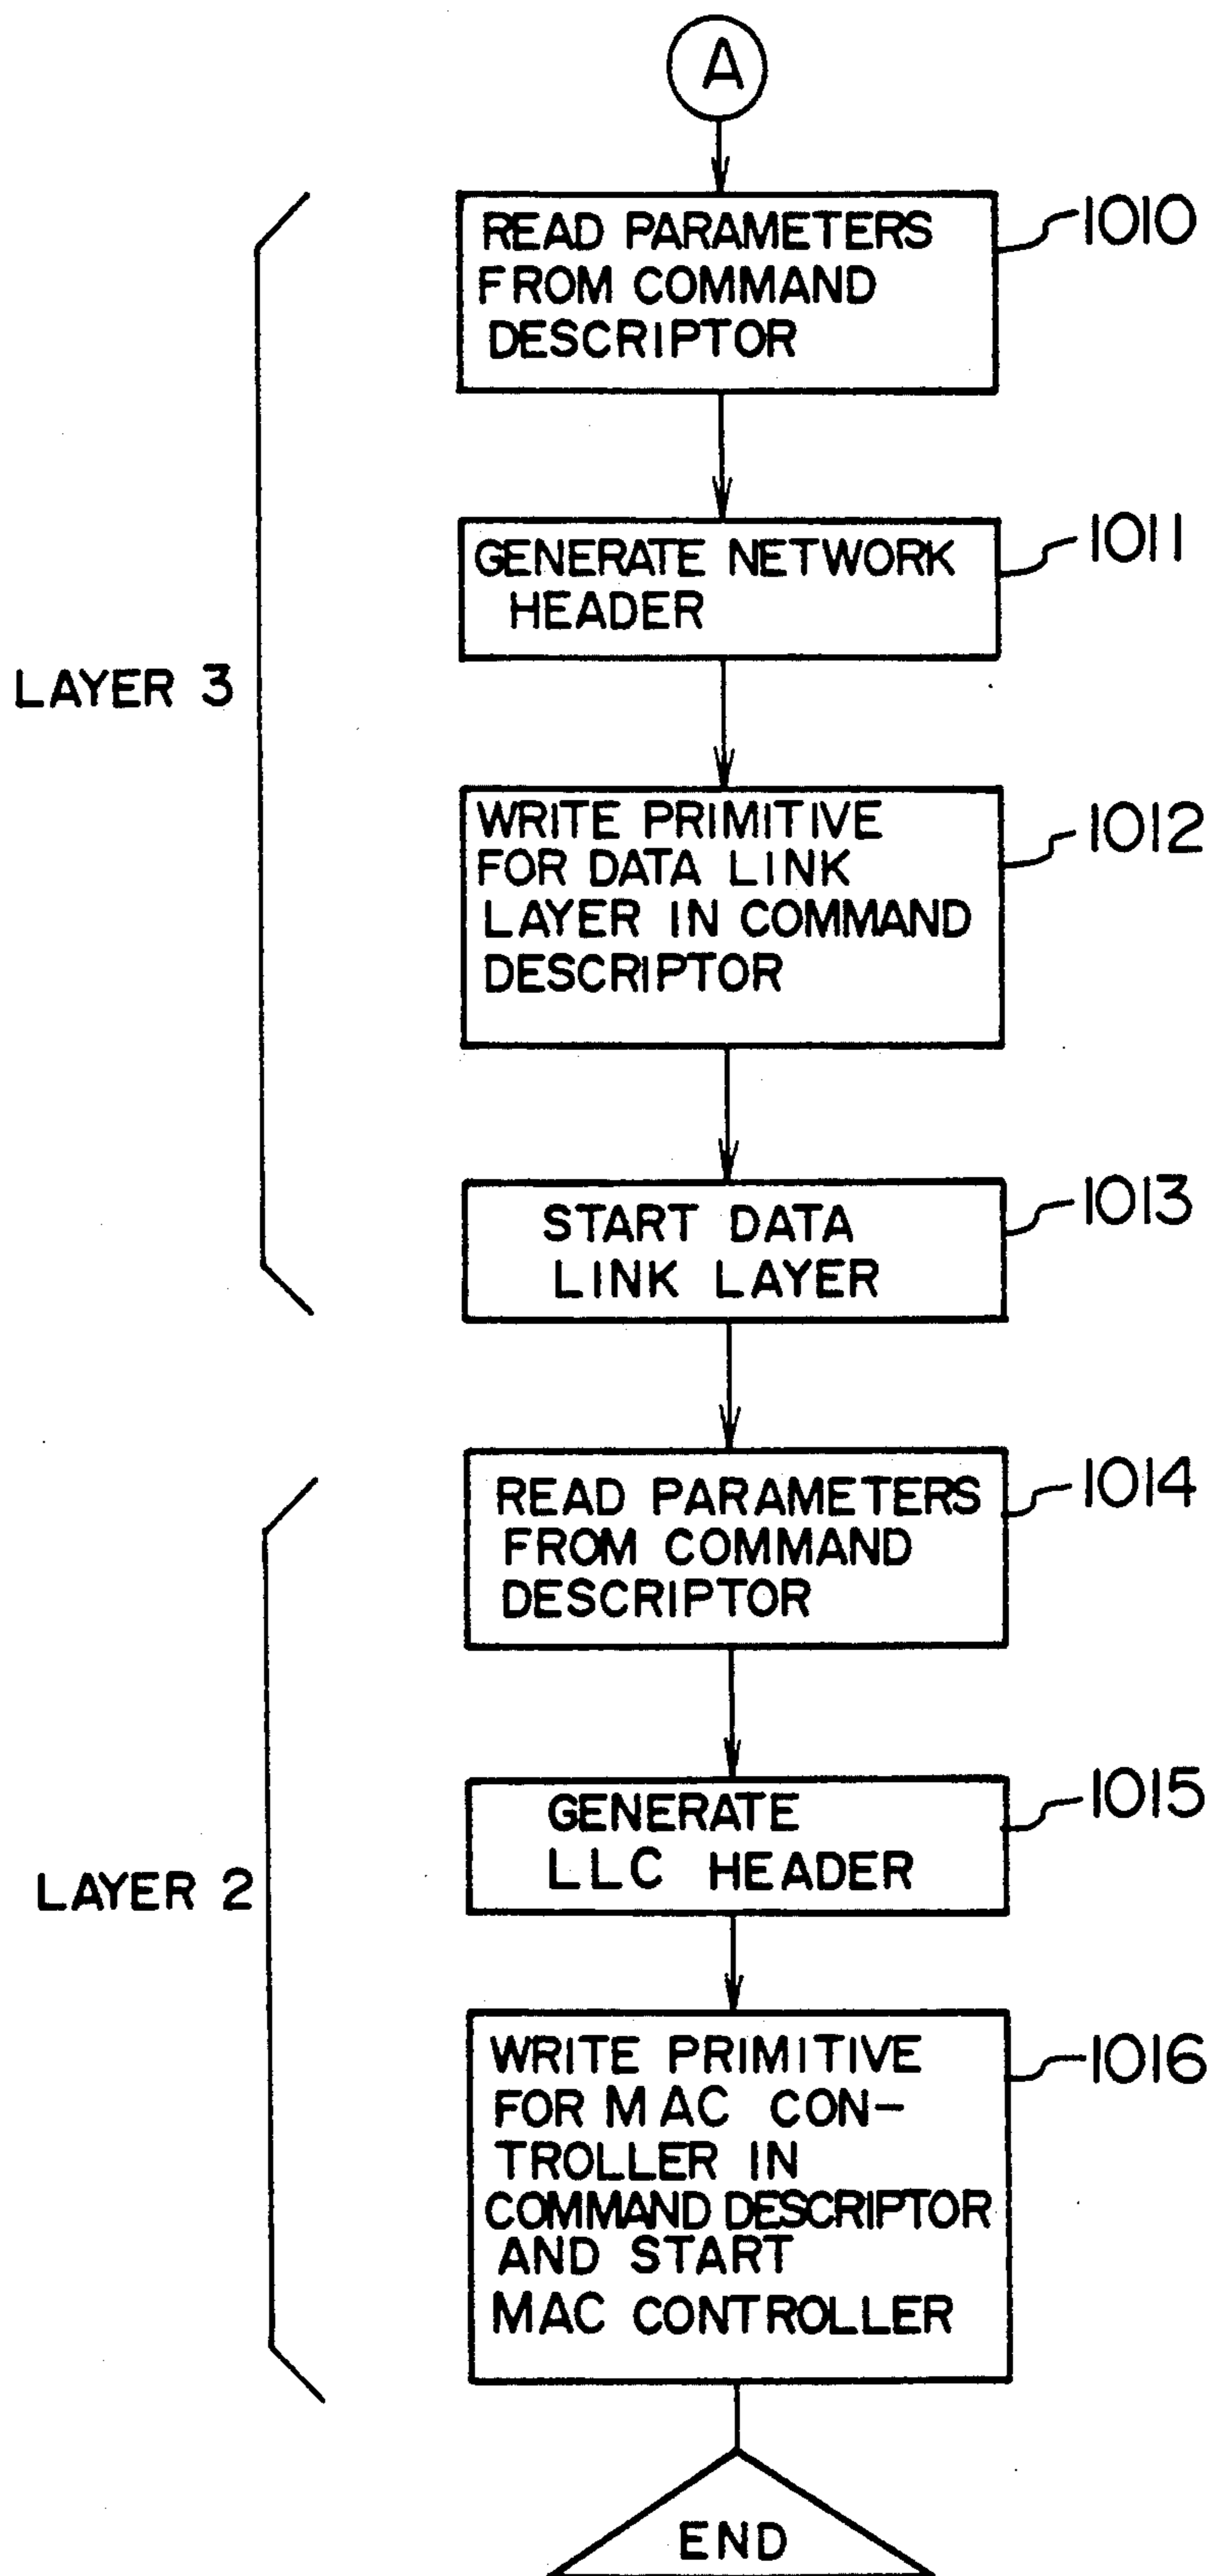 A
READ PARAMETERS
FROM COMMAND
DESCRIPTOR
1010
GENERATE NETWORK
HEADER
1011
LAYER 3
WRITE PRIMITIVE
FOR DATA LINK
LAYER IN COMMAND
DESCRIPTOR
1012
START DATA
LINK LAYER
1013
READ PARAMETERS
FROM COMMAND
DESCRIPTOR
1014
GENERATE
LLC HEADER
1015
LAYER 2
WRITE PRIMITIVE
FOR MAC CON-
TROLLER IN
COMMAND DESCRIPTOR
AND START
MAC CONTROLLER
1016
END